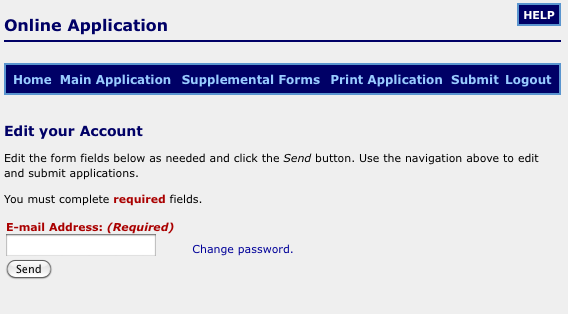 Online Application
HELP
Home Main Application Supplemental Forms Print Application Submit Logout
Edit your Account
Edit the form fields below as needed and click the Send button. Use the navigation above to edit
and submit applications.
You must complete required fields.
E-mail Address: (Required)
Change password.
Send